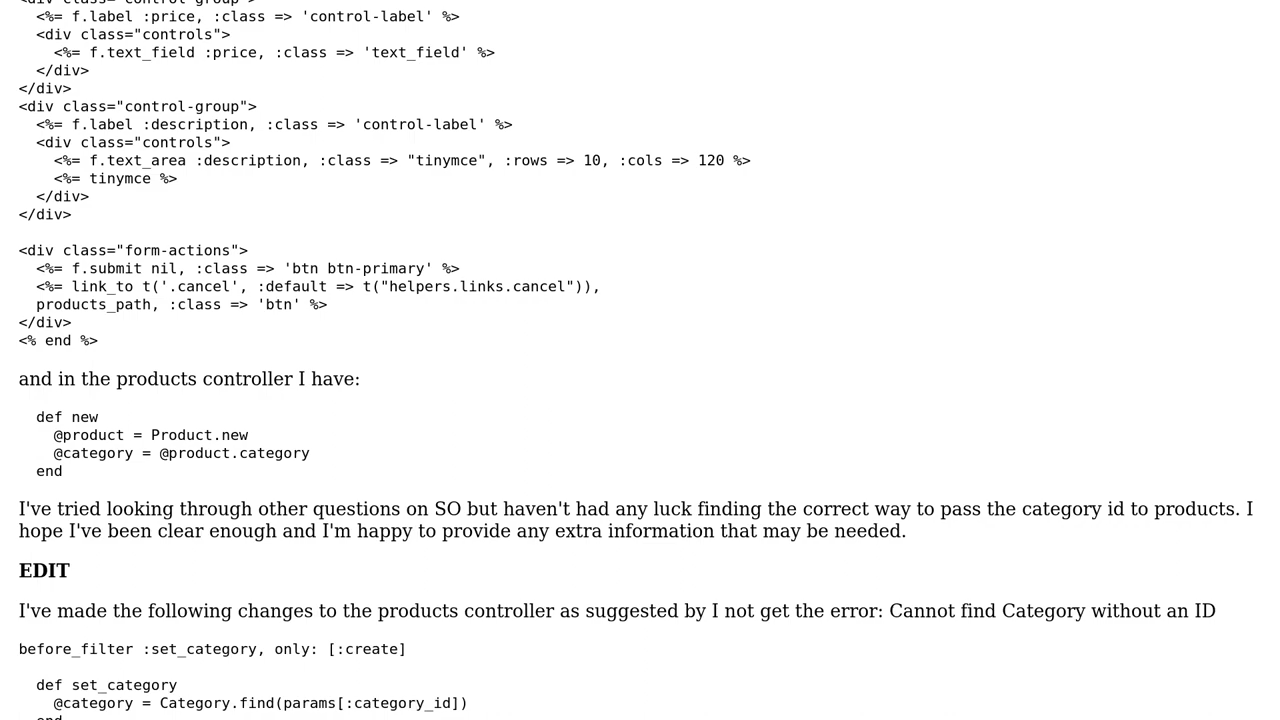 <div class="control-group">
  <%= f.label :price, :class => 'control-label' %>
  <div class="controls">
    <%= f.text_field :price, :class => 'text_field' %>
  </div>
</div>
<div class="control-group">
  <%= f.label :description, :class => 'control-label' %>
  <div class="controls">
    <%= f.text_area :description, :class => "tinymce", :rows => 10, :cols => 120 %>
    <%= tinymce %>
  </div>
</div>

<div class="form-actions">
  <%= f.submit nil, :class => 'btn btn-primary' %>
  <%= link_to t('.cancel', :default => t("helpers.links.cancel")),
  products_path, :class => 'btn' %>
</div>
<% end %>
and in the products controller I have:
  def new
    @product = Product.new
    @category = @product.category
  end
I've tried looking through other questions on SO but haven't had any luck finding the correct way to pass the category id to products. I
hope I've been clear enough and I'm happy to provide any extra information that may be needed.
EDIT
I've made the following changes to the products controller as suggested by I not get the error: Cannot find Category without an ID
before_filter :set_category, only: [:create]

  def set_category
    @category = Category.find(params[:category_id])
  end